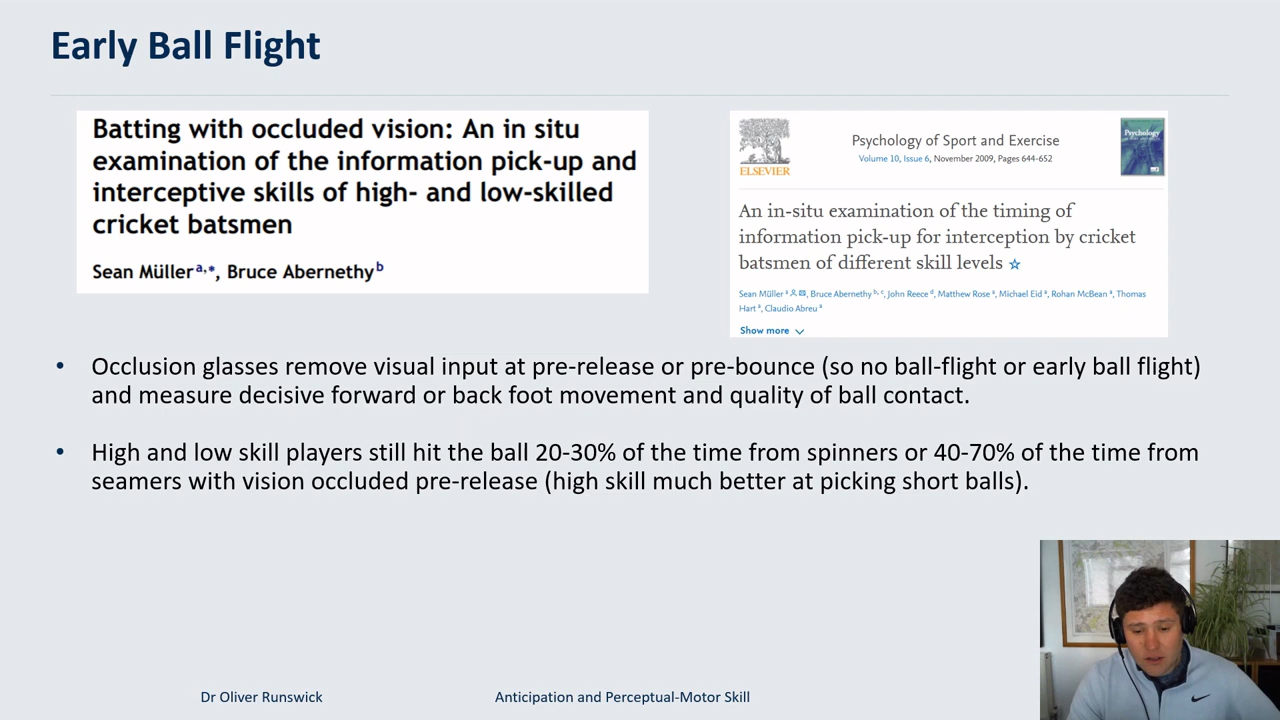 Early Ball Flight
Batting with occluded vision: An in situ
examination of the information pick-up and
interceptive skills of high- and low-skilled
cricket batsmen
Sean Müller a,*, Bruce Abernethy b
ELSEVIER
Psychology of Sport and Exercise
Volume 10, Issue 6, November 2009, Pages 644-652
Psychology
An in-situ examination of the timing of
information pick-up for interception by cricket
batsmen of different skill levels ☆
Sean Müller a, Bruce Abernethy b, c, John Reece d, Matthew Rose a, Michael Eid a, Rohan McBean a, Thomas
Hart a, Claudio Abreu a
Show more
• Occlusion glasses remove visual input at pre-release or pre-bounce (so no ball-flight or early ball flight)
and measure decisive forward or back foot movement and quality of ball contact.
• High and low skill players still hit the ball 20-30% of the time from spinners or 40-70% of the time from
seamers with vision occluded pre-release (high skill much better at picking short balls).
Dr Oliver Runswick
Anticipation and Perceptual-Motor Skill